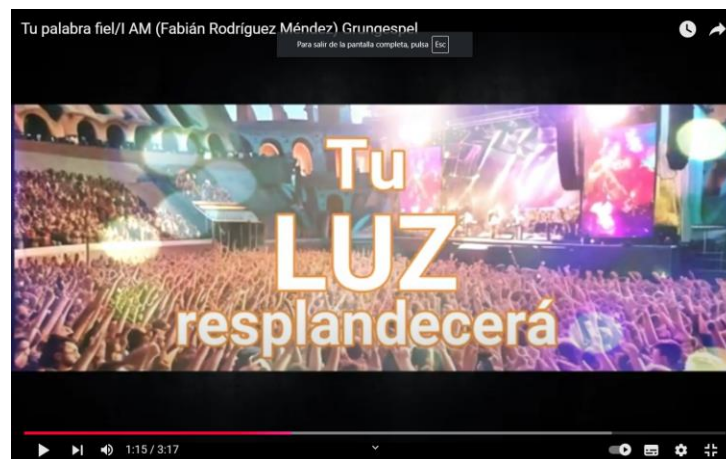 Tu palabra fiel/I AM (Fabián Rodríguez Méndez) Grungespel
Para salir de la pantalla completa, pulsa Esc
Tu
LUZ
resplandecerá
1:15 / 3:17